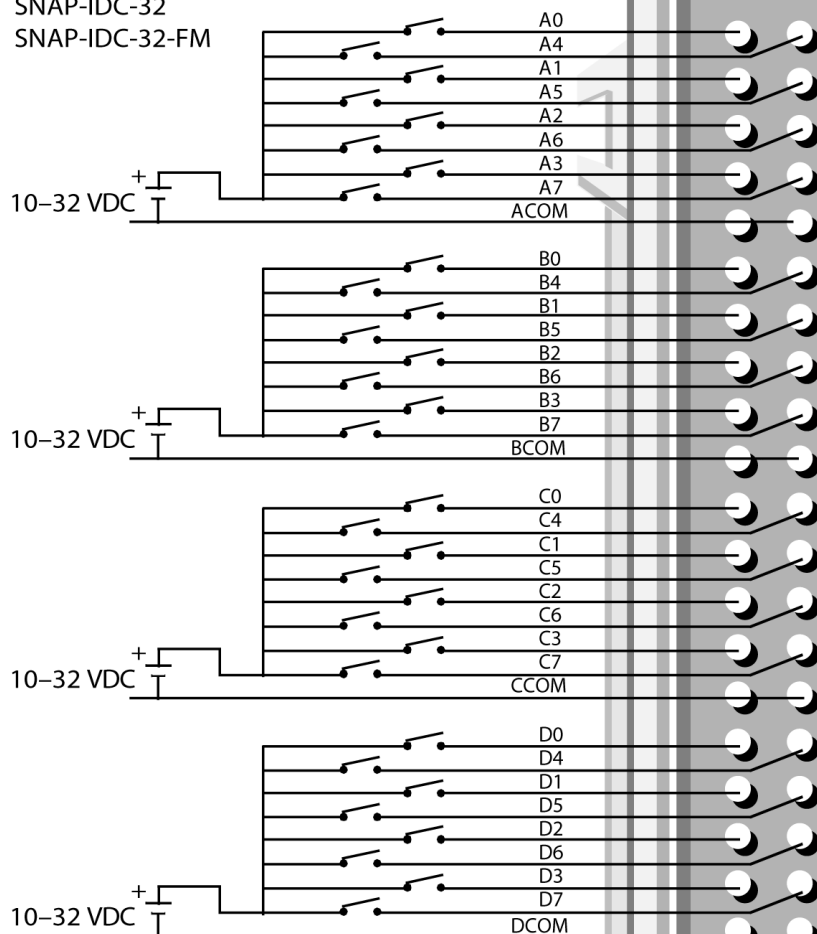 SNAP-IDC-32
SNAP-IDC-32-FM
A0
A4
A1
A5
A2
A6
A3
A7
+
10–32 VDC
ACOM
B0
B4
B1
B5
B2
B6
B3
B7
+
10–32 VDC
BCOM
C0
C4
C1
C5
C2
C6
C3
C7
+
10–32 VDC
CCOM
D0
D4
D1
D5
D2
D6
D3
D7
+
10–32 VDC
DCOM